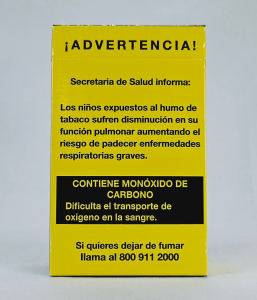 ¡ADVERTENCIA!
Secretaria de Salud informa:
Los niños expuestos al humo de
tabaco sufren disminución en su
función pulmonar aumentando el
riesgo de padecer enfermedades
respiratorias graves.
CONTIENE MONÓXIDO DE
CARBONO
Dificulta el transporte de
oxigeno en la sangre.
Si quieres dejar de fumar
llama al 800 911 2000